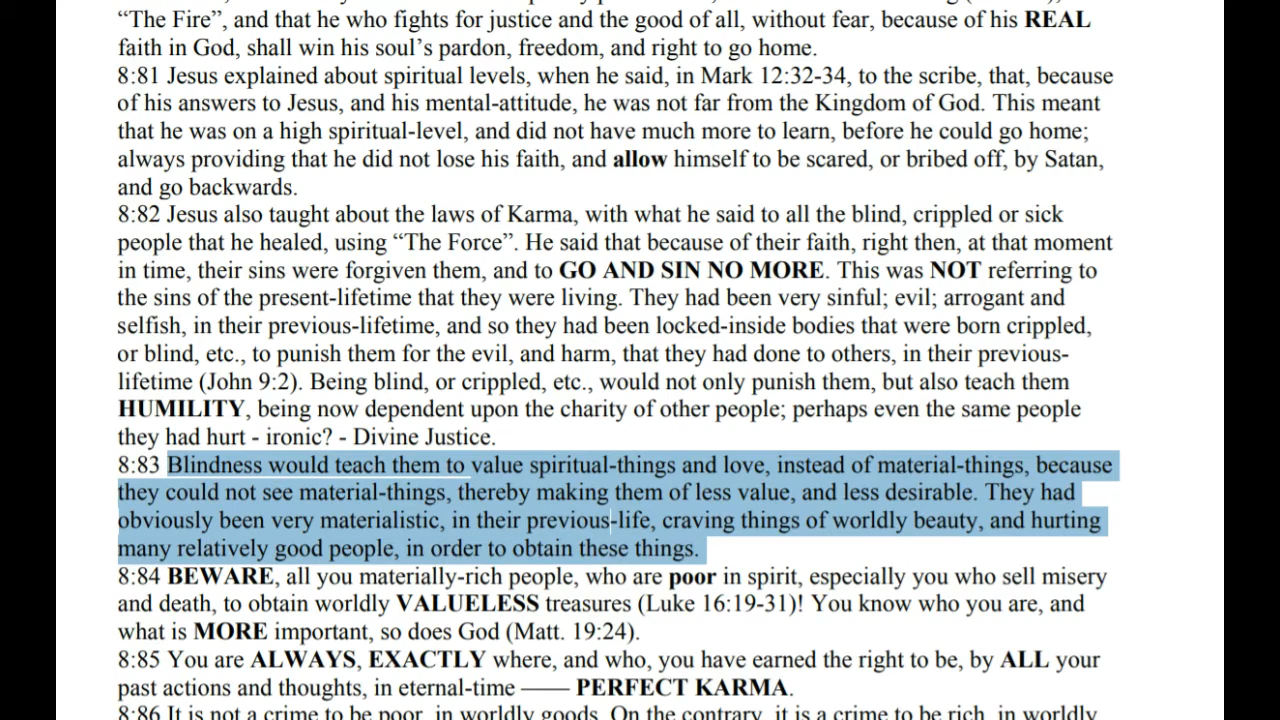 “The Fire”, and that he who fights for justice and the good of all, without fear, because of his REAL
faith in God, shall win his soul’s pardon, freedom, and right to go home.
8:81 Jesus explained about spiritual levels, when he said, in Mark 12:32-34, to the scribe, that, because
of his answers to Jesus, and his mental-attitude, he was not far from the Kingdom of God. This meant
that he was on a high spiritual-level, and did not have much more to learn, before he could go home;
always providing that he did not lose his faith, and allow himself to be scared, or bribed off, by Satan,
and go backwards.
8:82 Jesus also taught about the laws of Karma, with what he said to all the blind, crippled or sick
people that he healed, using “The Force”. He said that because of their faith, right then, at that moment
in time, their sins were forgiven them, and to GO AND SIN NO MORE. This was NOT referring to
the sins of the present-lifetime that they were living. They had been very sinful; evil; arrogant and
selfish, in their previous-lifetime, and so they had been locked-inside bodies that were born crippled,
or blind, etc., to punish them for the evil, and harm, that they had done to others, in their previous-
lifetime (John 9:2). Being blind, or crippled, etc., would not only punish them, but also teach them
HUMILITY, being now dependent upon the charity of other people; perhaps even the same people
they had hurt - ironic? - Divine Justice.
8:83 Blindness would teach them to value spiritual-things and love, instead of material-things, because
they could not see material-things, thereby making them of less value, and less desirable. They had
obviously been very materialistic, in their previous-life, craving things of worldly beauty, and hurting
many relatively good people, in order to obtain these things.
8:84 BEWARE, all you materially-rich people, who are poor in spirit, especially you who sell misery
and death, to obtain worldly VALUELESS treasures (Luke 16:19-31)! You know who you are, and
what is MORE important, so does God (Matt. 19:24).
8:85 You are ALWAYS, EXACTLY where, and who, you have earned the right to be, by ALL your
past actions and thoughts, in eternal-time —— PERFECT KARMA.
8:86 It is not a crime to be poor, in worldly goods. On the contrary, it is a crime to be rich, in worldly